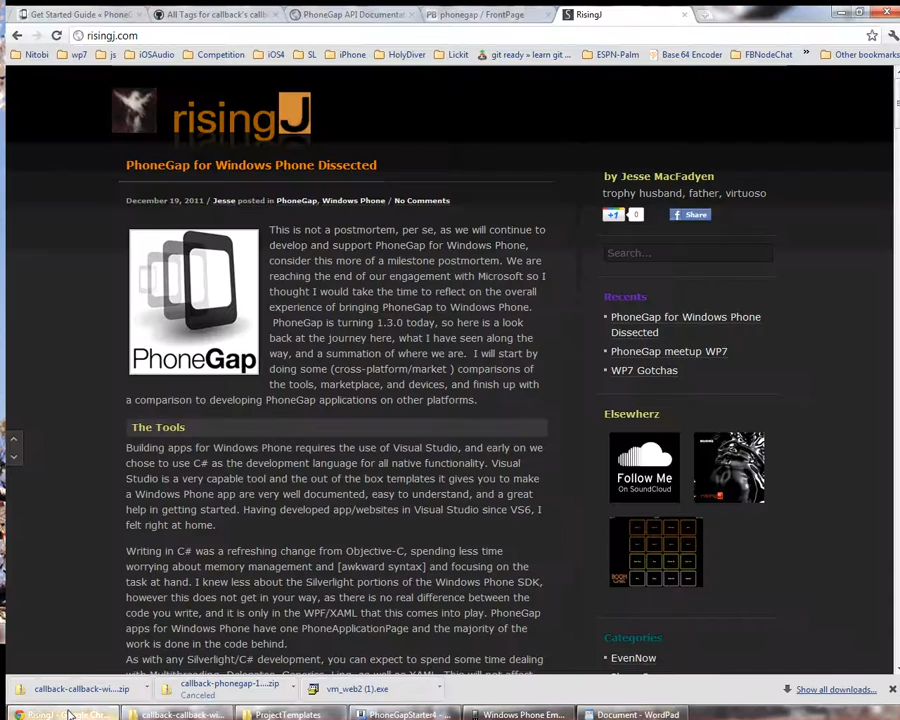 Get Started Guide « PhoneG
All Tags for callback's callb
PhoneGap API Documentat
PB phonegap / FrontPage
RisingJ
risingj.com
Nitobi
wp7
js
iOSAudio
Competition
iOS4
SL
iPhone
HolyDiver
Lickit
git ready » learn git ...
ESPN-Palm
Base 64 Encoder
FBNodeChat
»
Other bookmarks
risingJ
PhoneGap for Windows Phone Dissected
December 19, 2011 / Jesse posted in PhoneGap, Windows Phone / No Comments
This is not a postmortem, per se, as we will continue to
develop and support PhoneGap for Windows Phone,
consider this more of a milestone postmortem. We are
reaching the end of our engagement with Microsoft so I
thought I would take the time to reflect on the overall
experience of bringing PhoneGap to Windows Phone.
PhoneGap is turning 1.3.0 today, so here is a look
back at the journey here, what I have seen along the
way, and a summation of where we are. I will start by
doing some (cross-platform/market ) comparisons of
the tools, marketplace, and devices, and finish up with
a comparison to developing PhoneGap applications on other platforms.
PhoneGap
The Tools
Building apps for Windows Phone requires the use of Visual Studio, and early on we
chose to use C# as the development language for all native functionality. Visual
Studio is a very capable tool and the out of the box templates it gives you to make
a Windows Phone app are very well documented, easy to understand, and a great
help in getting started. Having developed app/websites in Visual Studio since VS6, I
felt right at home.
Writing in C# was a refreshing change from Objective-C, spending less time
worrying about memory management and [awkward syntax] and focusing on the
task at hand. I knew less about the Silverlight portions of the Windows Phone SDK,
however this does not get in your way, as there is no real difference between the
code you write, and it is only in the WPF/XAML that this comes into play. PhoneGap
apps for Windows Phone have one PhoneApplicationPage and the majority of the
work is done in the code behind.
As with any Silverlight/C# development, you can expect to spend some time dealing
by Jesse MacFadyen
trophy husband, father, virtuoso
+1
0
Share
Search...
Recents
PhoneGap for Windows Phone
Dissected
PhoneGap meetup WP7
WP7 Gotchas
Elsewherz
Follow Me
On SoundCloud
Categories
EvenNow
callback-callback-wi....zip
callback-phonegap-1....zip
Canceled
vm_web2 (1).exe
Show all downloads...
RisingJ - Google Chr...
callback-callback-wi...
ProjectTemplates
PhoneGapStarter4 - ...
Windows Phone Em...
Document - WordPad